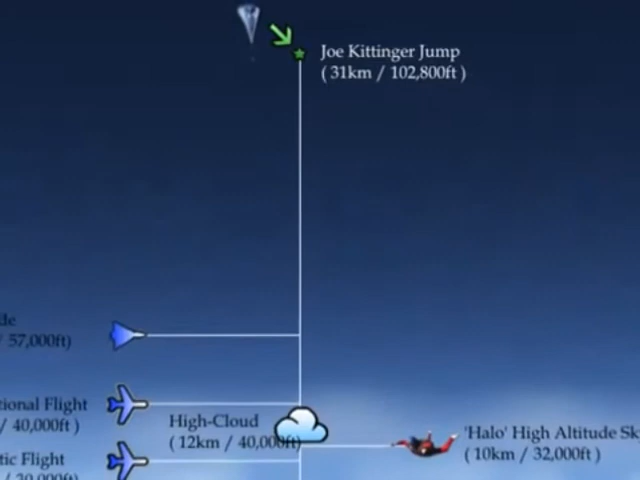 Joe Kittinger Jump
( 31km / 102,800ft )
/ 57,000ft)
tional Flight
/ 40,000ft )
High-Cloud
( 12km / 40,000ft)
'Halo' High Altitude Sk
( 10km / 32,000ft )
tic Flight